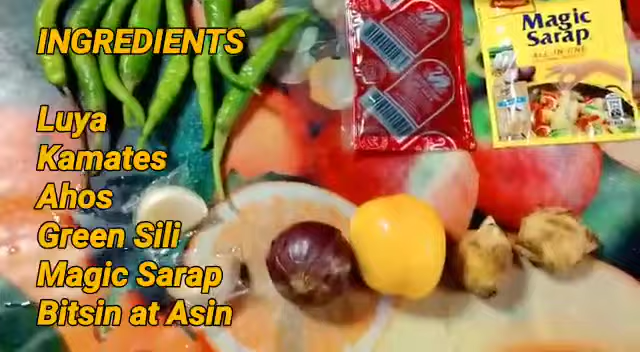 INGREDIENTS
Luya
Kamates
Ahos
Green Sili
Magic Sarap
Bitsin at Asin
Magic
Sarap
ALL-IN-ONE